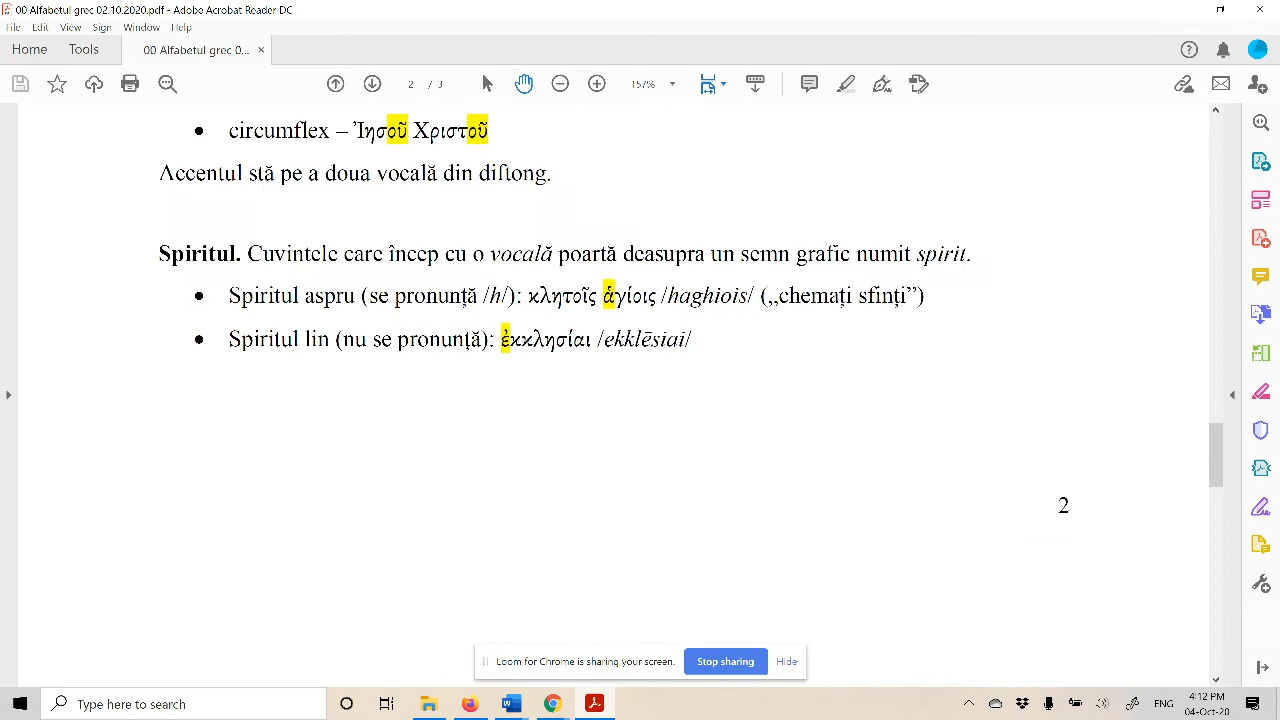 00 Alfabetul grec 02.10.2020.pdf - Adobe Acrobat Reader DC
File Edit View Sign Window Help
Home Tools 00 Alfabetul grec 0... ×
2 / 3 157%
• circumflex – Ἰησοῦ Χριστοῦ
Accentul stă pe a doua vocală din diftong.
Spiritul. Cuvintele care încep cu o vocală poartă deasupra un semn grafic numit spirit.
• Spiritul aspru (se pronunță /h/): κλητοῖς ἁγίοις /haghiois/ („chemați sfinți”)
• Spiritul lin (nu se pronunță): ἐκκλησίαι /ekklēsiai/
2
Loom for Chrome is sharing your screen. Stop sharing Hide
Type here to search
ENG
4:12 PM
04-Oct-20